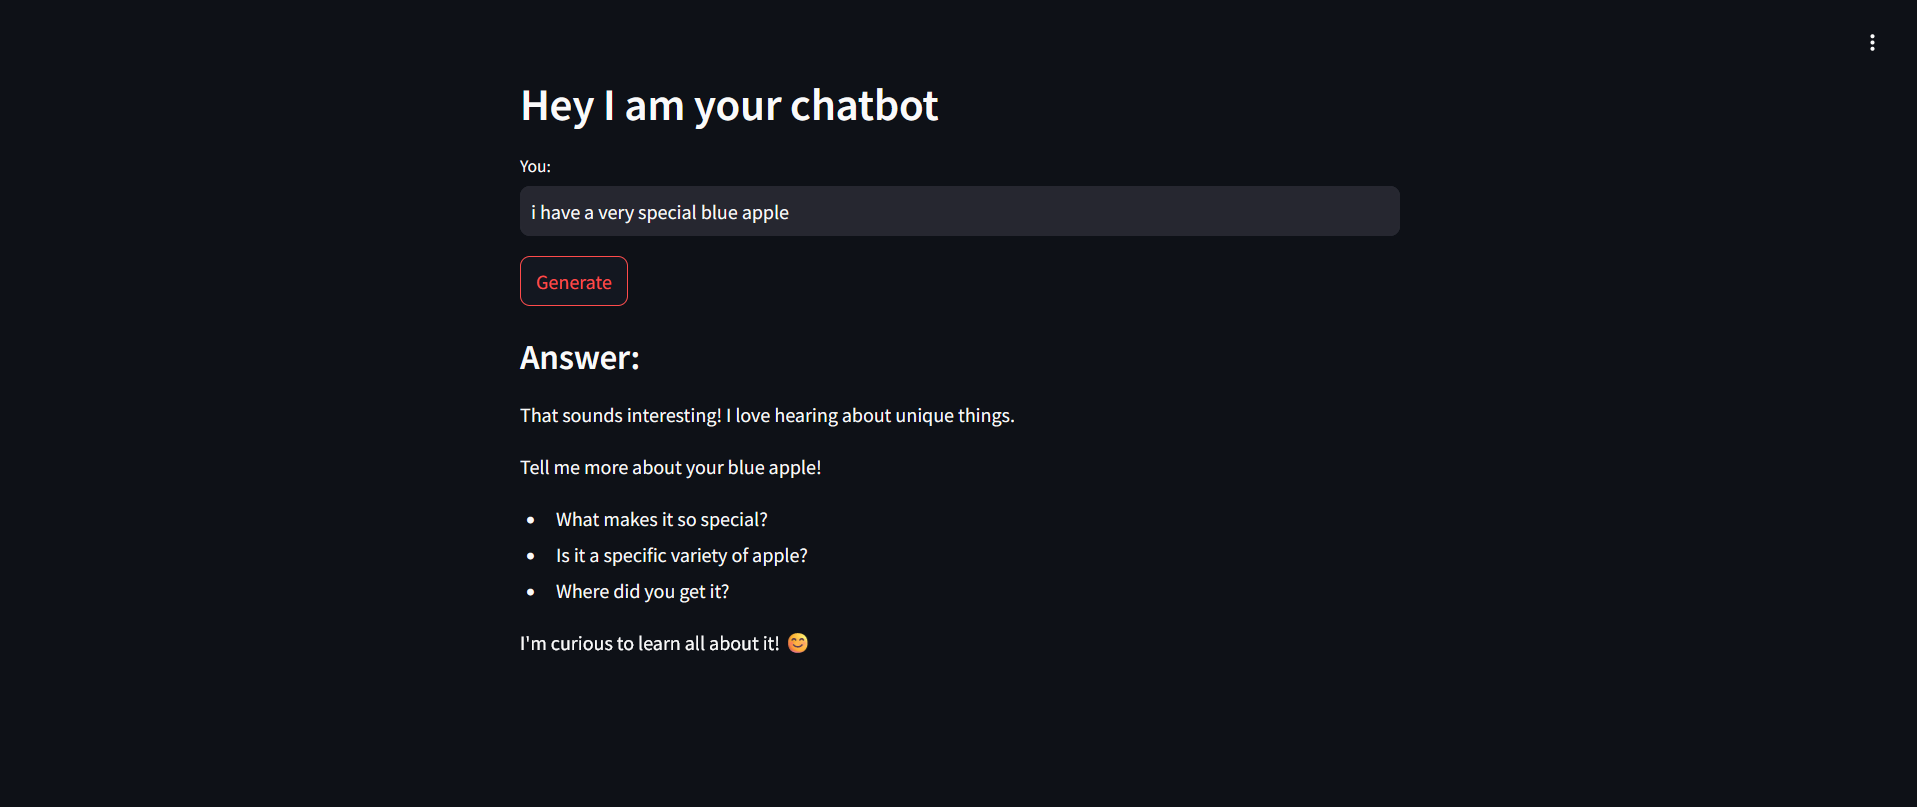 Hey I am your chatbot
You:
i have a very special blue apple
Generate
Answer:
That sounds interesting! I love hearing about unique things.
Tell me more about your blue apple!
• What makes it so special?
• Is it a specific variety of apple?
• Where did you get it?
I'm curious to learn all about it! 😊